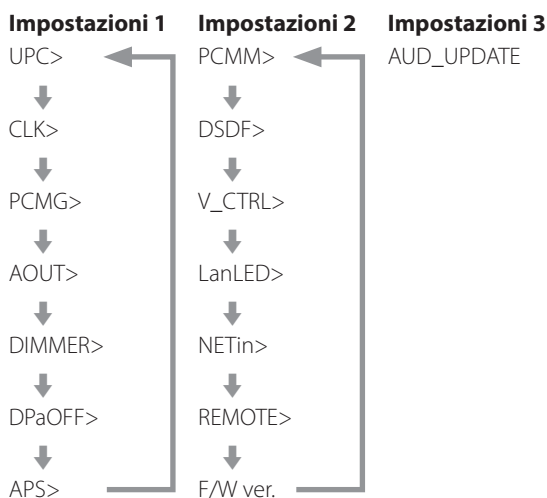 Impostazioni 1
UPC>
CLK>
PCMG>
AOUT>
DIMMER>
DPaOFF>
APS>
Impostazioni 2
PCMM>
DSDF>
V_CTRL>
LanLED>
NETin>
REMOTE>
F/W ver.
Impostazioni 3
AUD_UPDATE